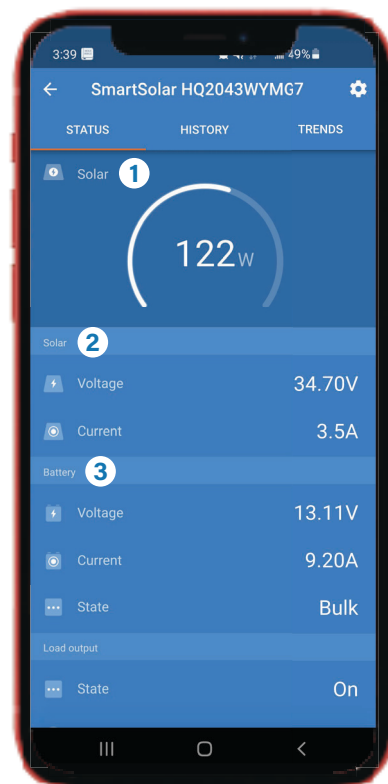 3:39 49%
SmartSolar HQ2043WYMG7
STATUS HISTORY TRENDS
Solar 1
122W
Solar 2
Voltage 34.70V
Current 3.5A
Battery 3
Voltage 13.11V
Current 9.20A
State Bulk
Load output
State On